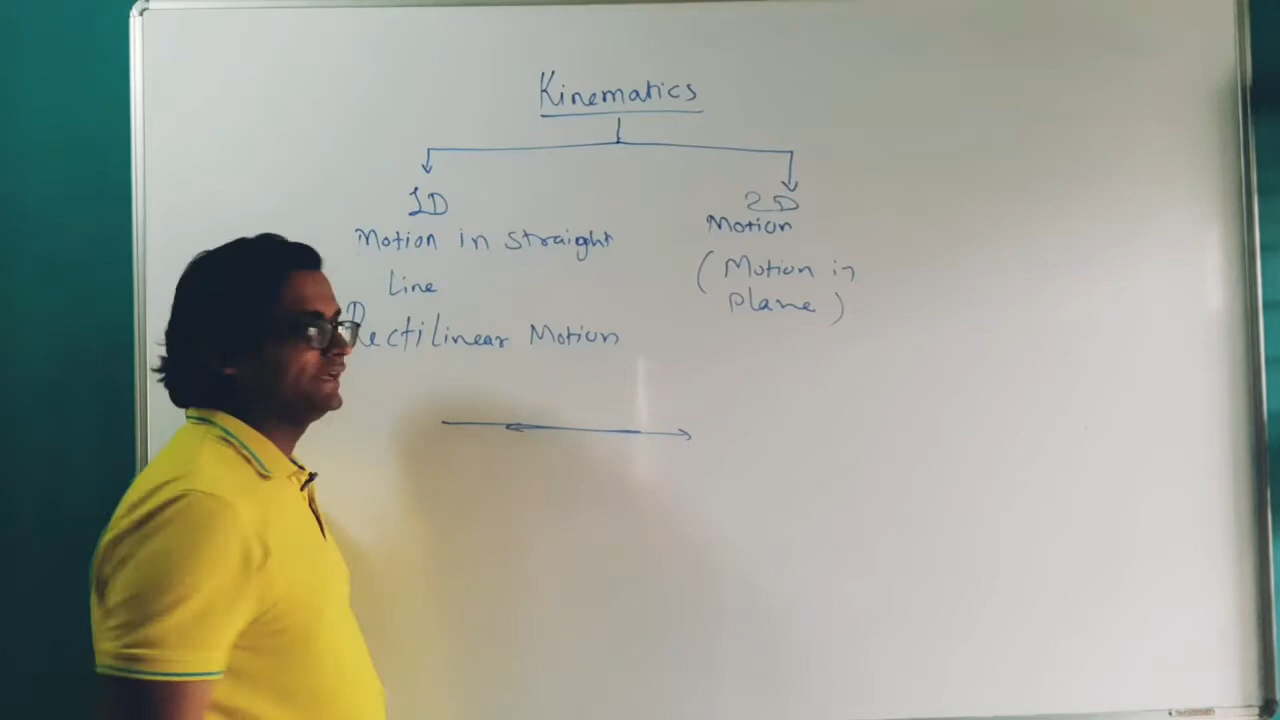 Kinematics
1D
Motion in straight
Line
Rectilinear Motion
2D
Motion
(Motion in
plane)